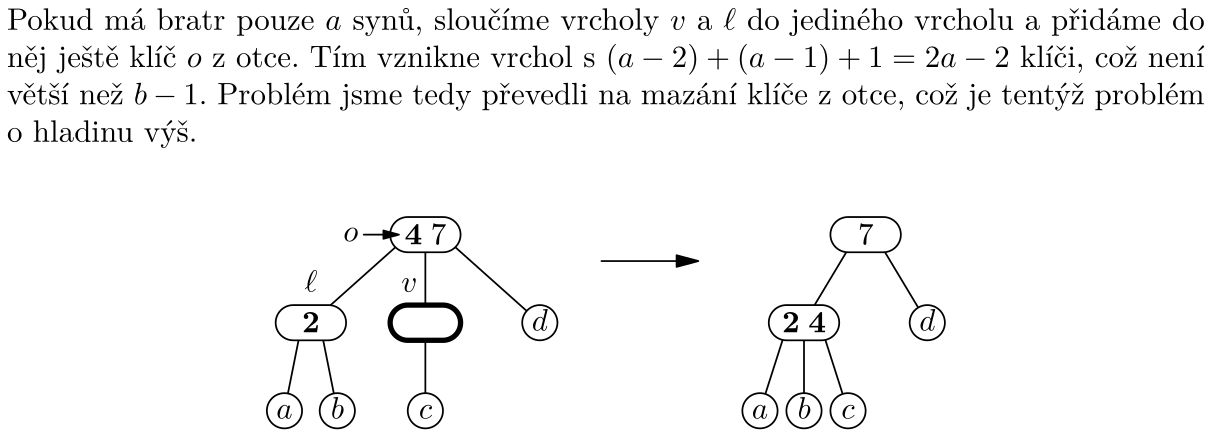 Pokud má bratr pouze a synů, sloučíme vrcholy v a ℓ do jediného vrcholu a přidáme do
něj ještě klíč o z otce. Tím vznikne vrchol s (a − 2) + (a − 1) + 1 = 2a − 2 klíči, což není
větší než b − 1. Problém jsme tedy převedli na mazání klíče z otce, což je tentýž problém
o hladinu výš.
o 4 7 7
ℓ v
2 d 2 4 d
a b c a b c